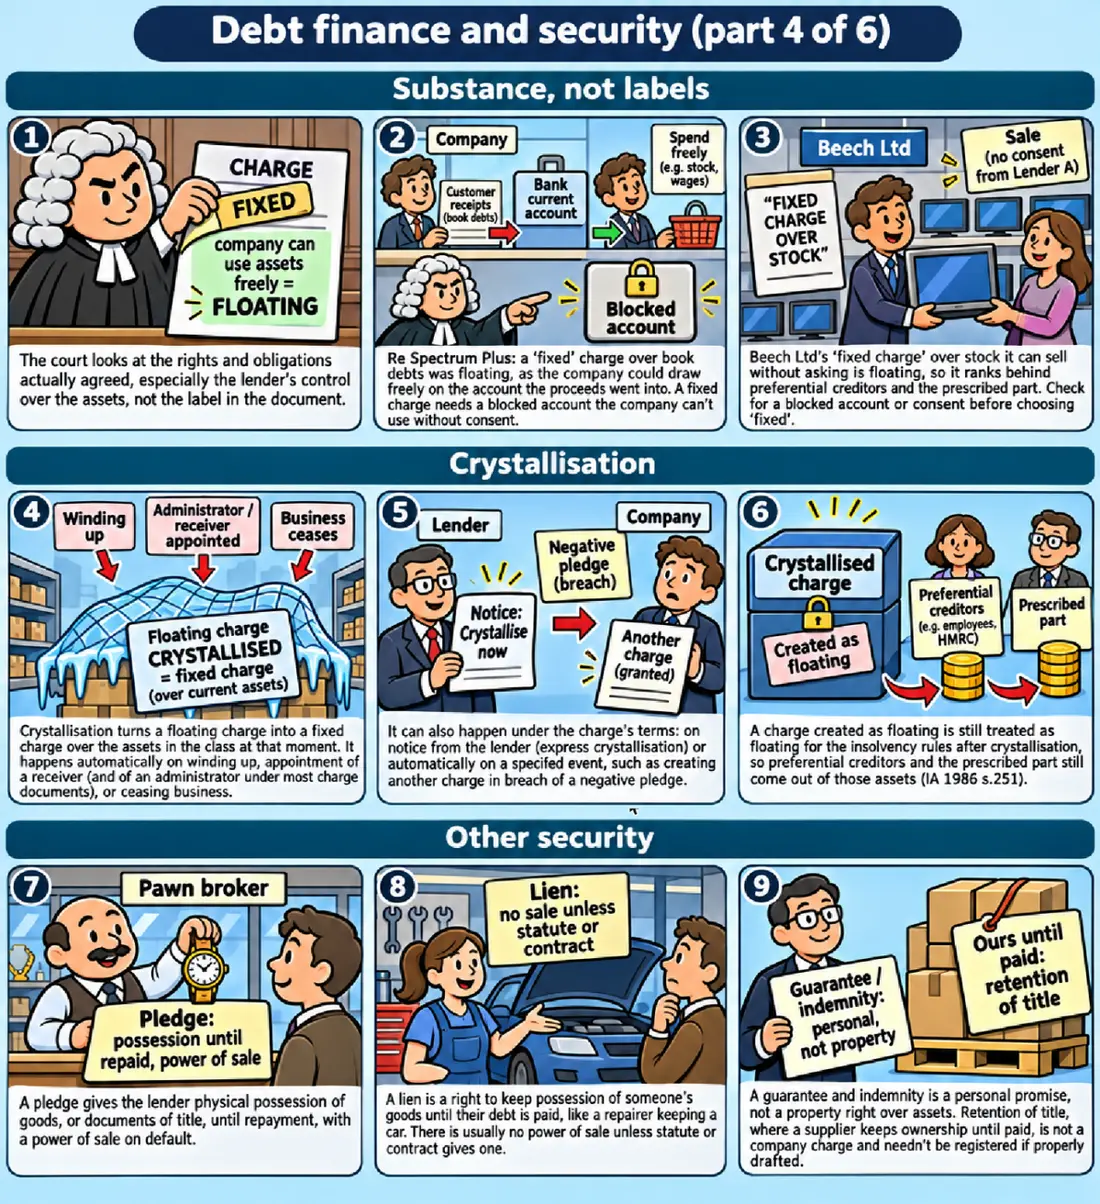 Debt finance and security (part 4 of 6)
Substance, not labels
1
CHARGE
FIXED
company can
use assets
freely =
FLOATING
The court looks at the rights and obligations
actually agreed, especially the lender's control
over the assets, not the label in the document.
2
Company
Customer
receipts
(book debts)
Bank
current
account
Spend
freely
(e.g. stock,
wages)
Blocked
account
Re Spectrum Plus: a 'fixed' charge over book
debts was floating, as the company could draw
freely on the account the proceeds went into. A fixed
charge needs a blocked account the company can't
use without consent.
3
Beech Ltd
Sale
(no consent
from Lender A)
"FIXED
CHARGE
OVER
STOCK"
Beech Ltd's 'fixed charge' over stock it can sell
without asking is floating, so it ranks behind
preferential creditors and the prescribed part. Check
for a blocked account or consent before choosing
'fixed'.
Crystallisation
4
Winding
up
Administrator /
receiver
appointed
Business
ceases
Floating charge
CRYSTALLISED
= fixed charge
(over current assets)
Crystallisation turns a floating charge into a fixed
charge over the assets in the class at that moment. It
happens automatically on winding up, appointment of
a receiver (and of an administrator under most charge
documents), or ceasing business.
5
Lender
Company
Negative
pledge
(breach)
Notice:
Crystallise
now
Another
charge
(granted)
It can also happen under the charge's terms: on
notice from the lender (express crystallisation) or
automatically on a specifed event, such as creating
another charge in breach of a negative pledge.
6
Crystallised
charge
Created as
floating
Preferential
creditors
(e.g. employees,
HMRC)
Prescribed
part
A charge created as floating is still treated as
floating for the insolvency rules after crystallisation,
so preferential creditors and the prescribed part still
come out of those assets (IA 1986 s.251).
Other security
7
Pawn broker
Pledge:
possession until
repaid, power of sale
A pledge gives the lender physical possession of
goods, or documents of title, until repayment, with
a power of sale on default.
8
Lien:
no sale unless
statute or
contract
A lien is a right to keep possession of someone's
goods until their debt is paid, like a repairer keeping a
car. There is usually no power of sale unless statute or
contract gives one.
9
Guarantee /
indemnity:
personal,
not property
Ours until
paid:
retention
of title
A guarantee and indemnity is a personal promise,
not a property right over assets. Retention of title,
where a supplier keeps ownership until paid, is not a
company charge and needn't be registered if properly
drafted.